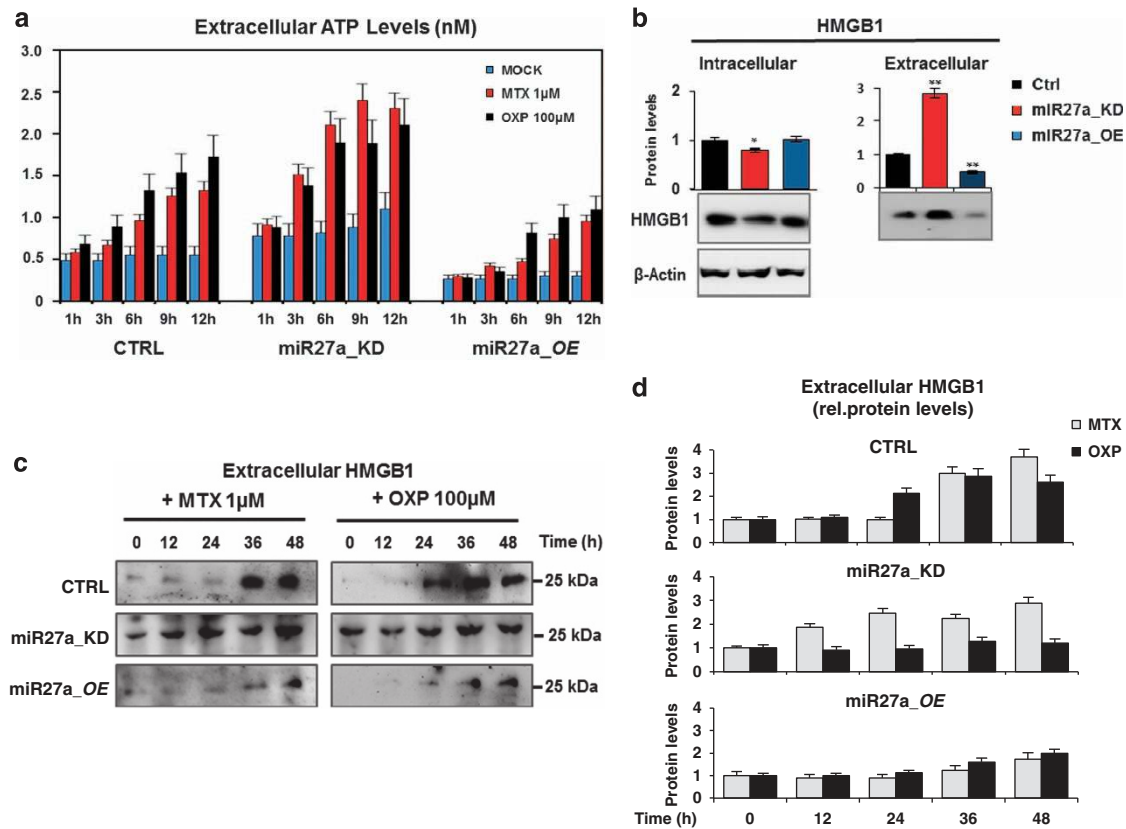 a
Extracellular ATP Levels (nM)
3.0
2.5
2.0
1.5
1.0
0.5
0
MOCK
MTX 1µM
OXP 100µM
1h 3h 6h 9h 12h 1h 3h 6h 9h 12h 1h 3h 6h 9h 12h
CTRL miR27a_KD miR27a_OE
b
HMGB1
Intracellular Extracellular
Protein levels
2
1
0
*
3
2
1
0
**
**
Ctrl
miR27a_KD
miR27a_OE
HMGB1
β-Actin
c
Extracellular HMGB1
+ MTX 1µM + OXP 100µM
0 12 24 36 48 0 12 24 36 48 Time (h)
CTRL 25 kDa
miR27a_KD 25 kDa
miR27a_OE 25 kDa
d
Extracellular HMGB1
(rel.protein levels)
MTX
OXP
CTRL
Protein levels
4
3
2
1
0
miR27a_KD
Protein levels
4
3
2
1
0
miR27a_OE
Protein levels
4
3
2
1
0
Time (h) 0 12 24 36 48